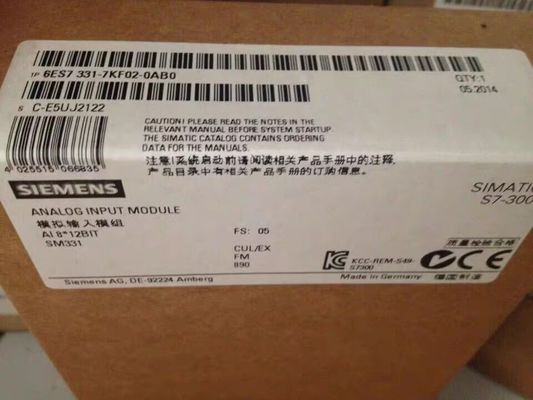 1P 6ES7 331-7KF02-0AB0
QTY:1
05.2014
S C-E5UJ2122
CAUTION! PLEASE READ THE NOTES IN THE
RELEVANT MANUAL BEFORE SYSTEM STARTUP.
THE SIMATIC CATALOG CONTAINS ORDERING
DATA FOR THE MANUALS.
注意!系统启动前请阅读相关产品手册中的注释,
产品目录中有相关产品手册的订购信息.
4 025515 066835
SIEMENS
SIMATIC
S7-300
ANALOG INPUT MODULE
模拟输入模组
AI 8*12BIT
SM331
FS: 05
CUL/EX
FM
890
质量检验合格
KCC-REM-S49-
S7300
CE
Siemens AG, DE-92224 Amberg
Made in Germany
德国制造